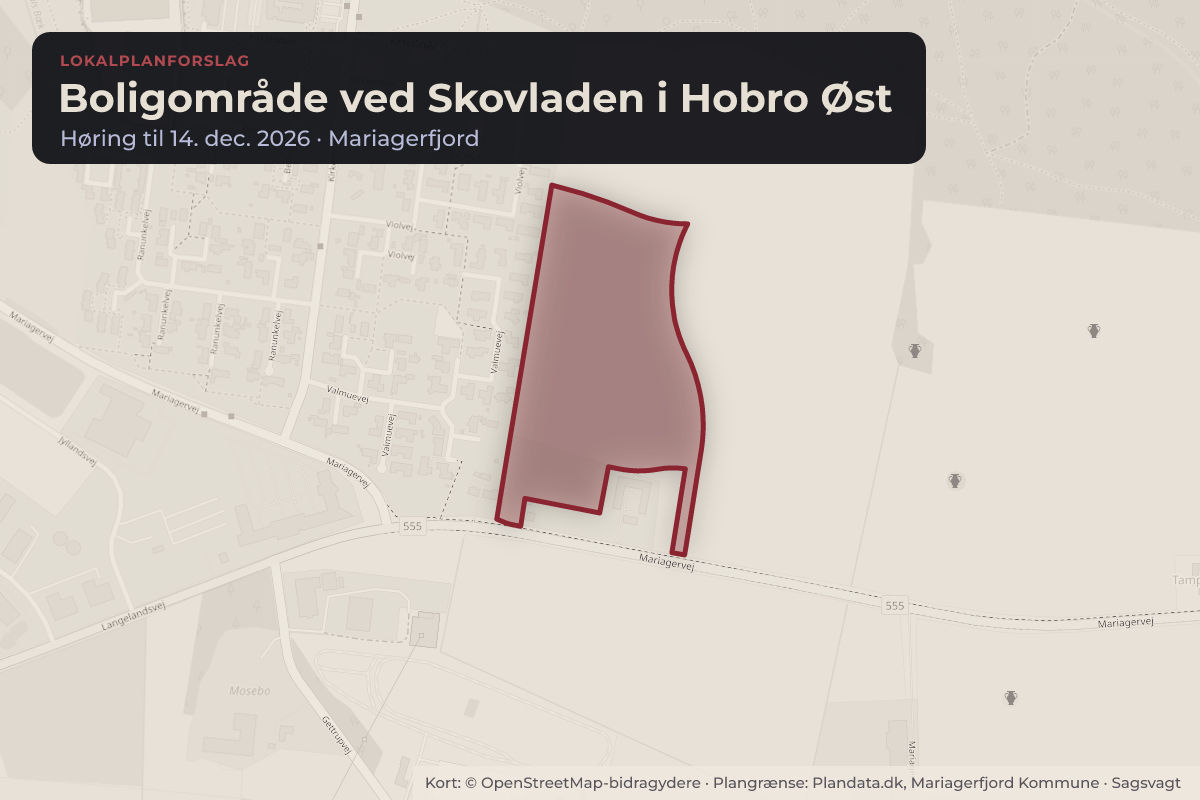 LOKALPLANFORSLAG
Boligområde ved Skovladen i Hobro Øst
Høring til 14. dec. 2026 · Mariagerfjord
Violvej
Ranunkelvej
Violvej
Violvej
Mariagervej
Ranunkelvej
Ranunkelvej
Ranunkelvej
Valmuevej
Mariagervej
Valmuevej
Valmuevej
Jyllandsvej
Mariagervej
555
Mariagervej
Langelandsvej
555
Mariagervej
Mosebo
Gettrupvej
Kort: © OpenStreetMap-bidragydere · Plangrænse: Plandata.dk, Mariagerfjord Kommune · Sagsvagt